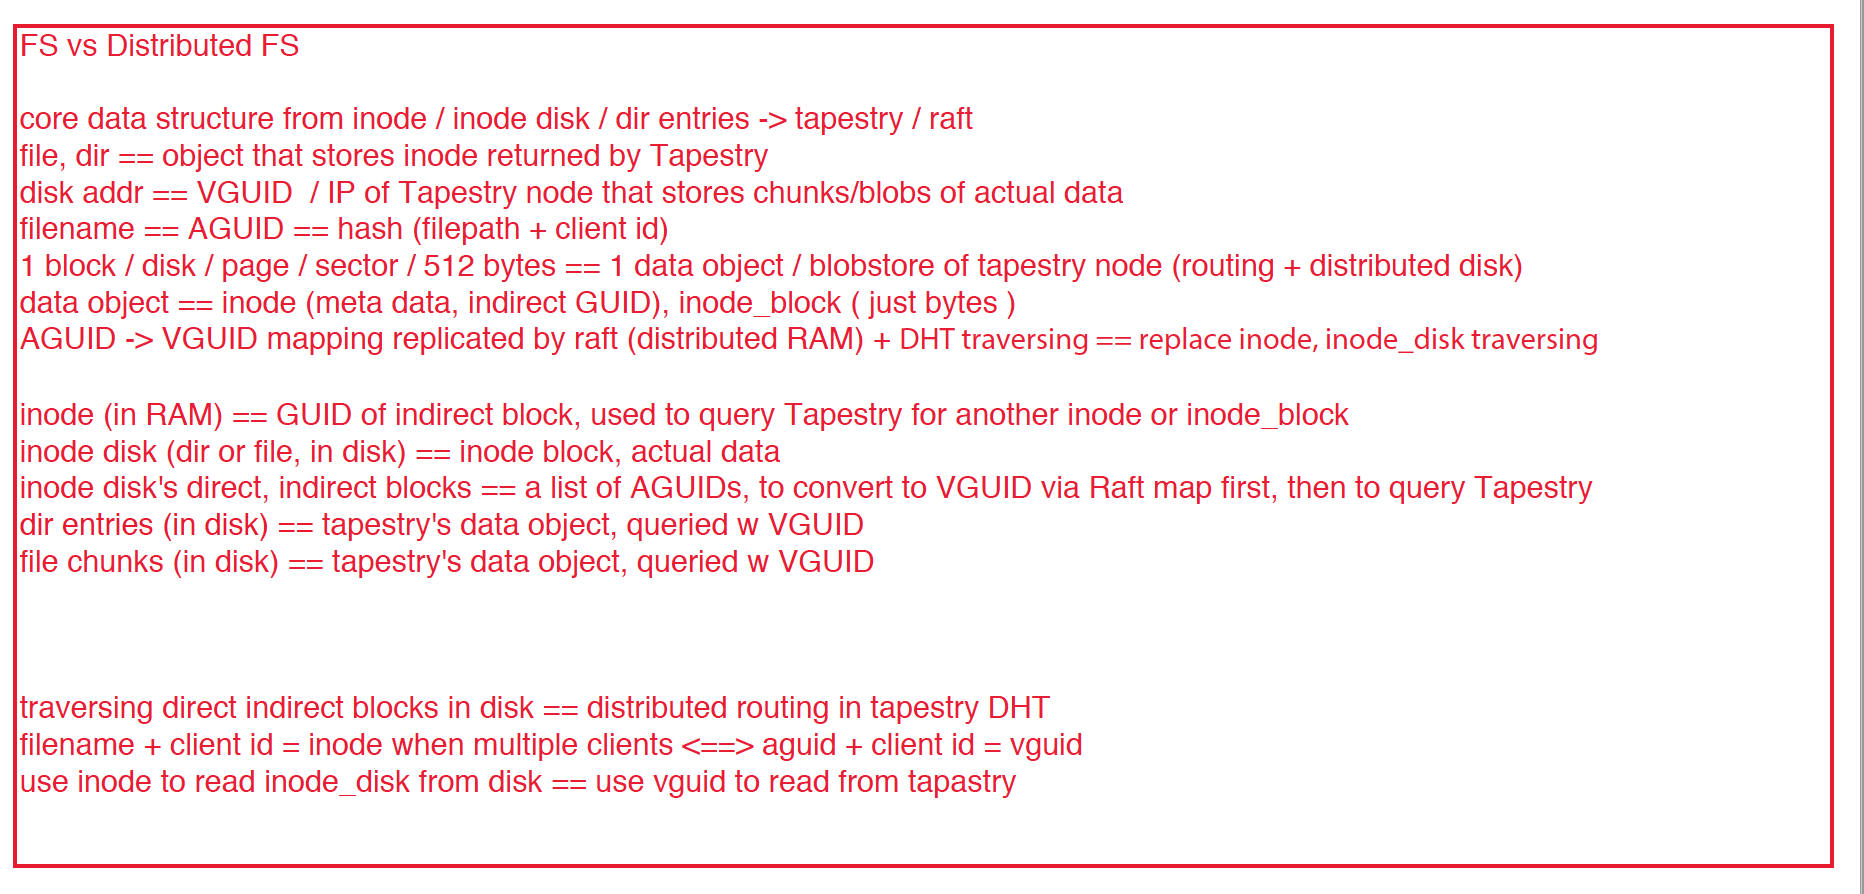 FS vs Distributed FS
core data structure from inode / inode disk / dir entries -> tapestry / raft
file, dir == object that stores inode returned by Tapestry
disk addr == VGUID  / IP of Tapestry node that stores chunks/blobs of actual data
filename == AGUID == hash (filepath + client id)
1 block / disk / page / sector / 512 bytes == 1 data object / blobstore of tapestry node (routing + distributed disk)
data object == inode (meta data, indirect GUID), inode_block ( just bytes )
AGUID -> VGUID mapping replicated by raft (distributed RAM) + DHT traversing == replace inode, inode_disk traversing
inode (in RAM) == GUID of indirect block, used to query Tapestry for another inode or inode_block
inode disk (dir or file, in disk) == inode block, actual data
inode disk's direct, indirect blocks == a list of AGUIDs, to convert to VGUID via Raft map first, then to query Tapestry
dir entries (in disk) == tapestry's data object, queried w VGUID
file chunks (in disk) == tapestry's data object, queried w VGUID
traversing direct indirect blocks in disk == distributed routing in tapestry DHT
filename + client id = inode when multiple clients <==> aguid + client id = vguid
use inode to read inode_disk from disk == use vguid to read from tapastry